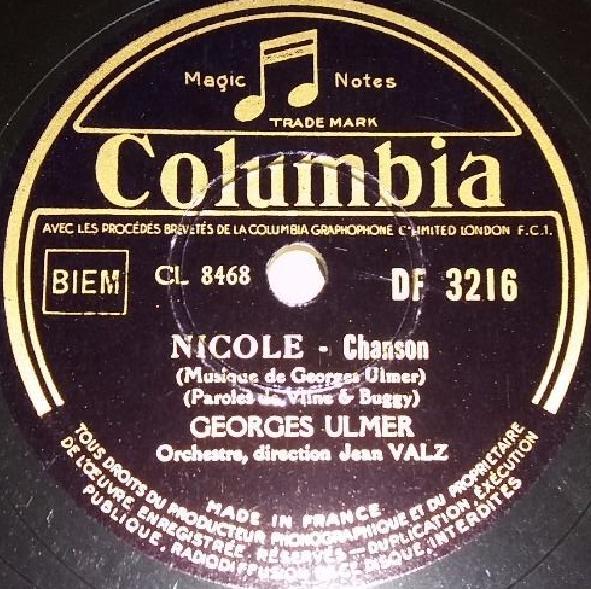 Magic Notes
TRADE MARK
Columbia
AVEC LES PROCÉDÉS BREVETÉS DE LA COLUMBIA GRAPHOPHONE C LIMITED LONDON F.C.1.
BIEM CL 8468 DF 3216
NICOLE - Chanson
(Musique de Georges Ulmer)
(Paroles de Vline & Buggy)
GEORGES ULMER
Orchestre, direction Jean VALZ
MADE IN FRANCE
TOUS DROITS DU PRODUCTEUR PHONOGRAPHIQUE ET DU PROPRIETAIRE
DE L'ŒUVRE ENREGISTRÉE. RÉSERVÉS — DUPLICATION, EXÉCUTION
PUBLIQUE, RADIODIFFUSION DE CE DISQUE INTERDITES